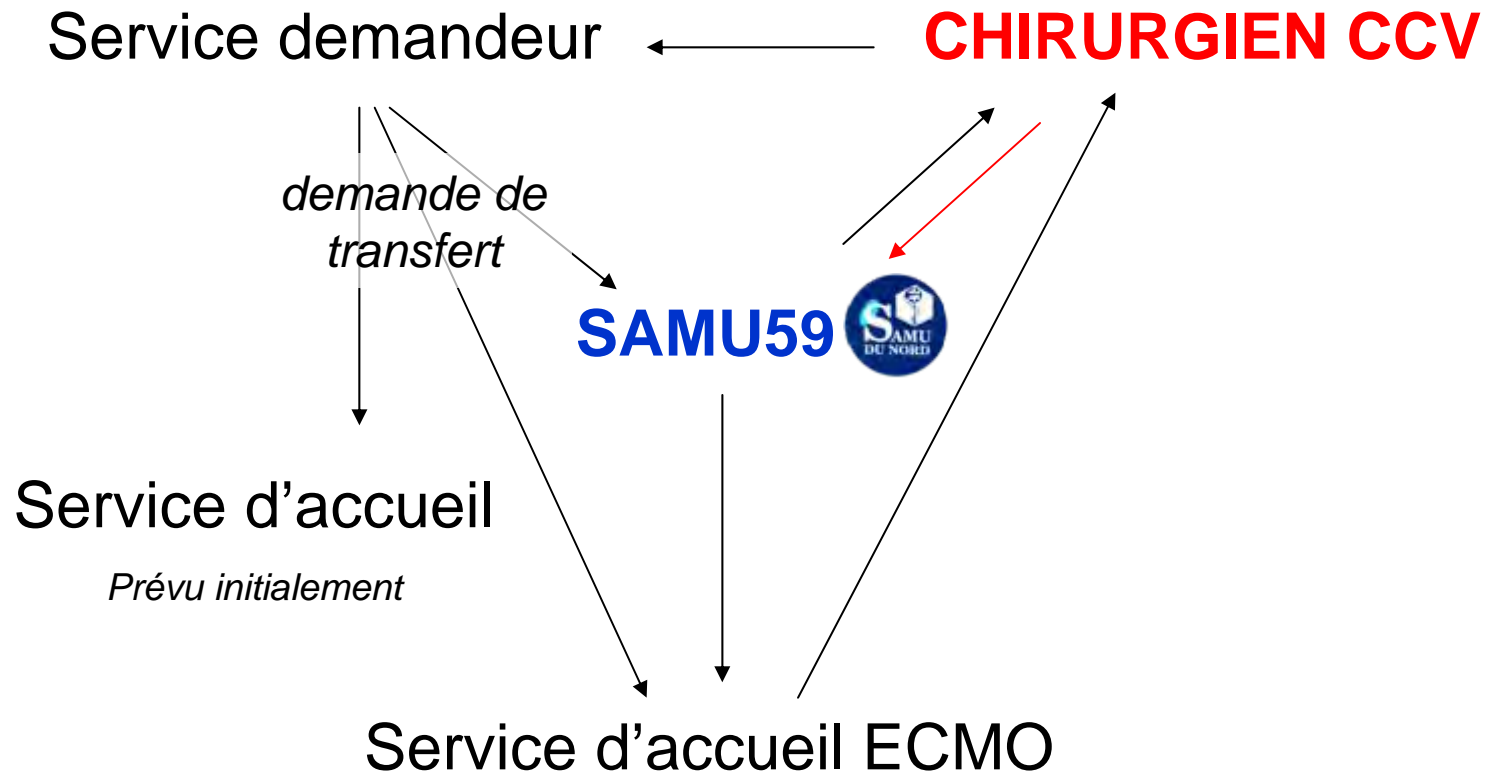 Service demandeur
CHIRURGIEN CCV
demande de
transfert
SAMU59
SAMU
DU NORD
Service d’accueil
Prévu initialement
Service d’accueil ECMO